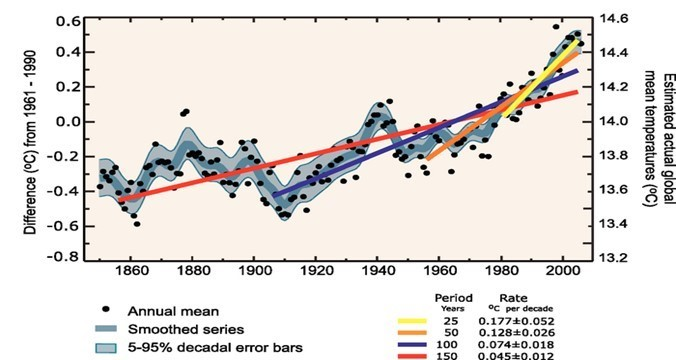 0.6
0.4
0.2
0.0
-0.2
-0.4
-0.6
-0.8
Difference (ºC) from 1961 - 1990
14.6
14.4
14.2
14.0
13.8
13.6
13.4
13.2
Estimated actual global
mean temperatures (ºC)
1860 1880 1900 1920 1940 1960 1980 2000
Annual mean
Smoothed series
5-95% decadal error bars
Period Rate
Years ºC per decade
25 0.177±0.052
50 0.128±0.026
100 0.074±0.018
150 0.045±0.012